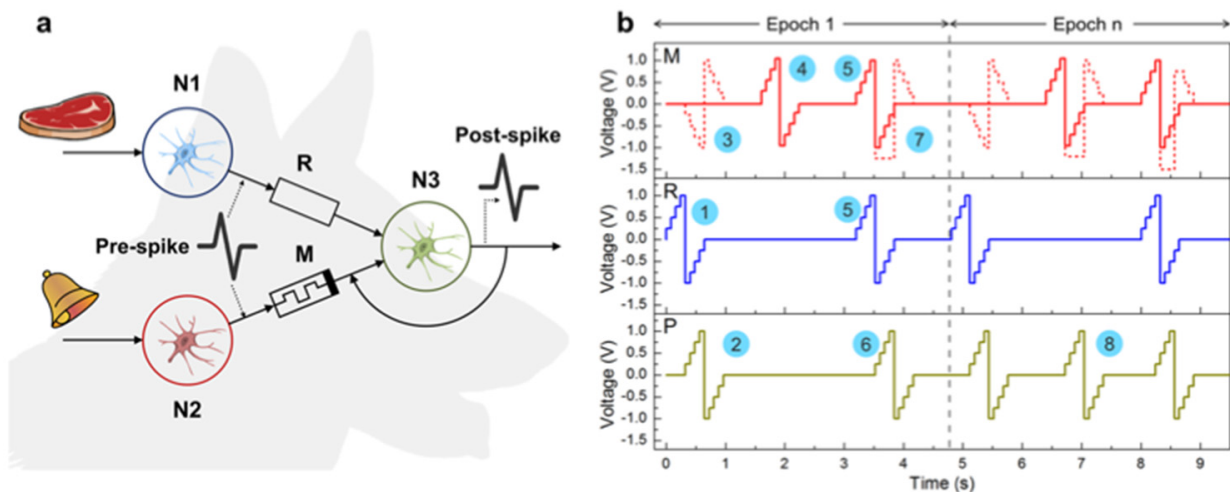 a
N1
R
N3
Post-spike
Pre-spike
M
N2
b
Epoch 1
Epoch n
M
1.0
0.5
0.0
-0.5
-1.0
-1.5
Voltage (V)
3
4
5
7
R
1.0
0.5
0.0
-0.5
-1.0
-1.5
Voltage (V)
1
5
P
1.0
0.5
0.0
-0.5
-1.0
-1.5
Voltage (V)
2
6
8
0 1 2 3 4 5 6 7 8 9
Time (s)